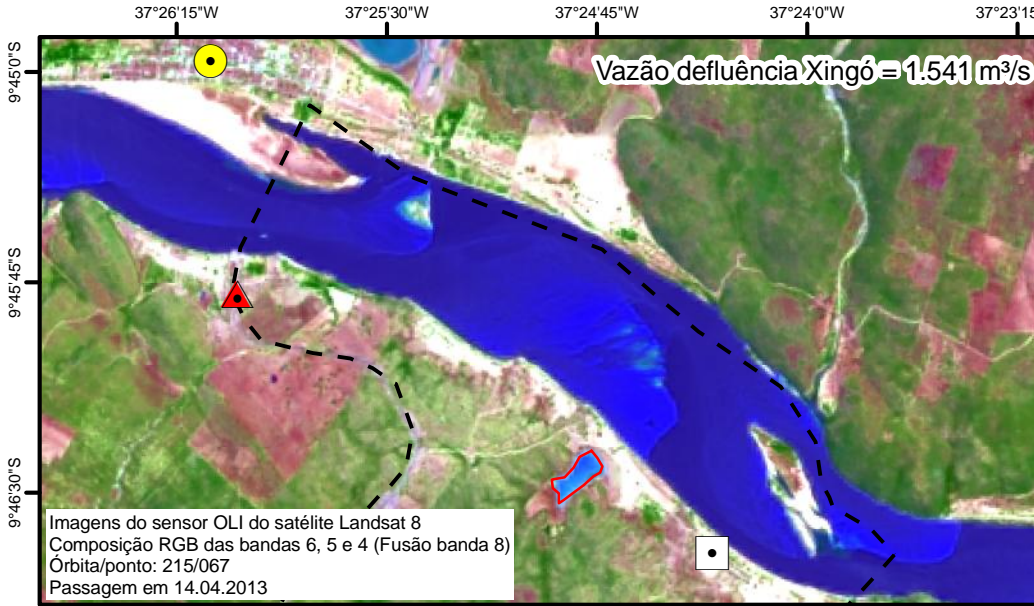 37°26'15"W 37°25'30"W 37°24'45"W 37°24'0"W 37°23'15
9°45'0"S
Vazão defluência Xingó = 1.541 m³/s
9°45'45"S
9°46'30"S
Imagens do sensor OLI do satélite Landsat 8
Composição RGB das bandas 6, 5 e 4 (Fusão banda 8)
Órbita/ponto: 215/067
Passagem em 14.04.2013